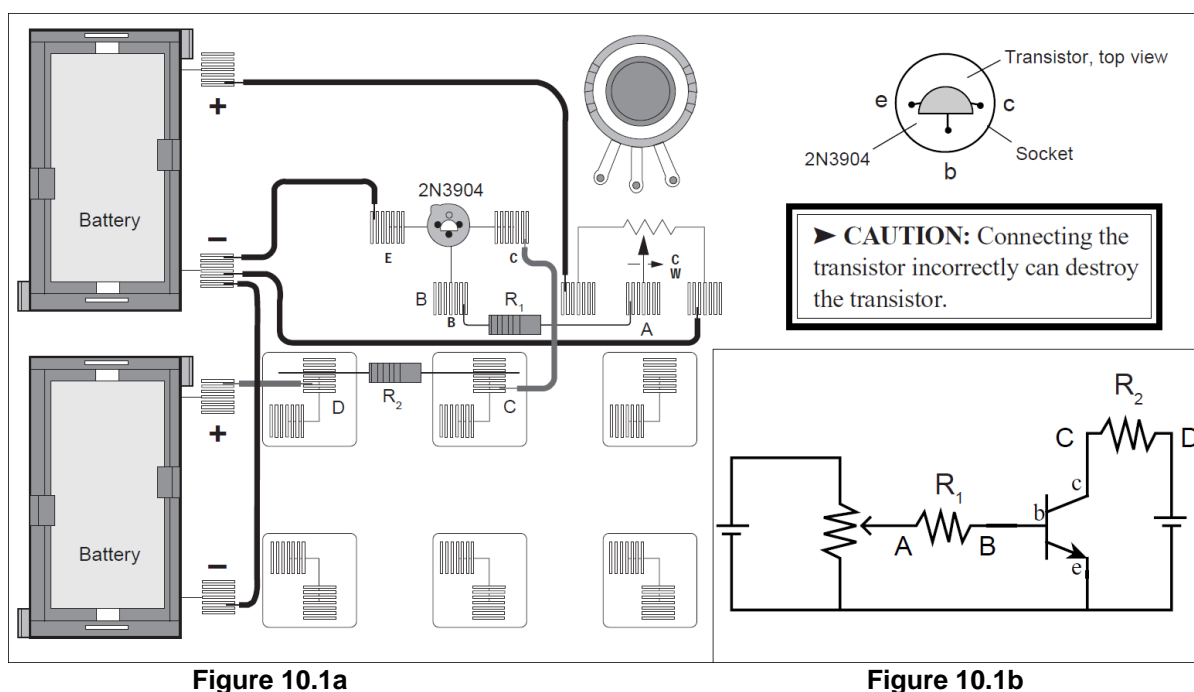 +
Battery
−
2N3904
E
C
C
W
B
B
R1
A
R2
D
C
+
Battery
−
Transistor, top view
e
c
2N3904
Socket
b
➤ CAUTION: Connecting the
transistor incorrectly can destroy
the transistor.
R2
C
D
c
R1
b
A
B
e
Figure 10.1a
Figure 10.1b